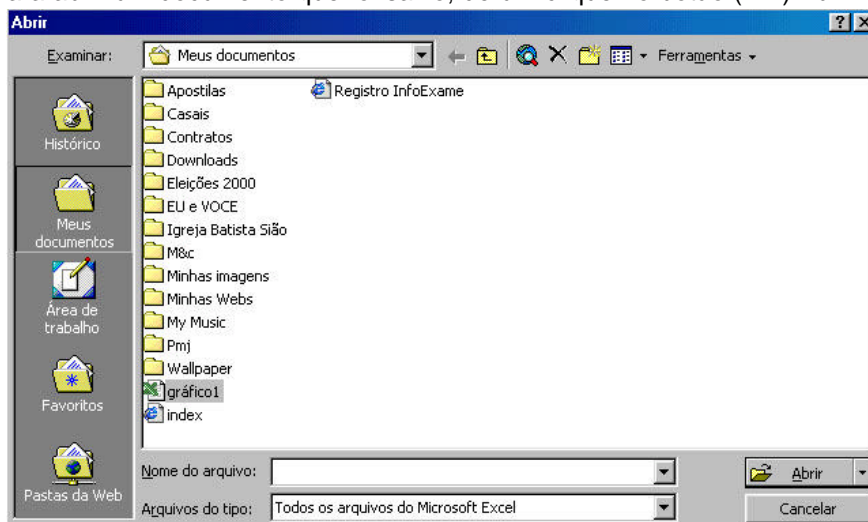 Abrir
Examinar: Meus documentos Ferramentas
Histórico
Meus documentos
Área de trabalho
Favoritos
Pastas da Web
Apostilas
Casais
Contratos
Downloads
Eleições 2000
EU e VOCE
Igreja Batista Sião
M&c
Minhas imagens
Minhas Webs
My Music
Pmj
Wallpaper
gráfico1
index
Registro InfoExame
Nome do arquivo: Abrir
Arquivos do tipo: Todos os arquivos do Microsoft Excel Cancelar